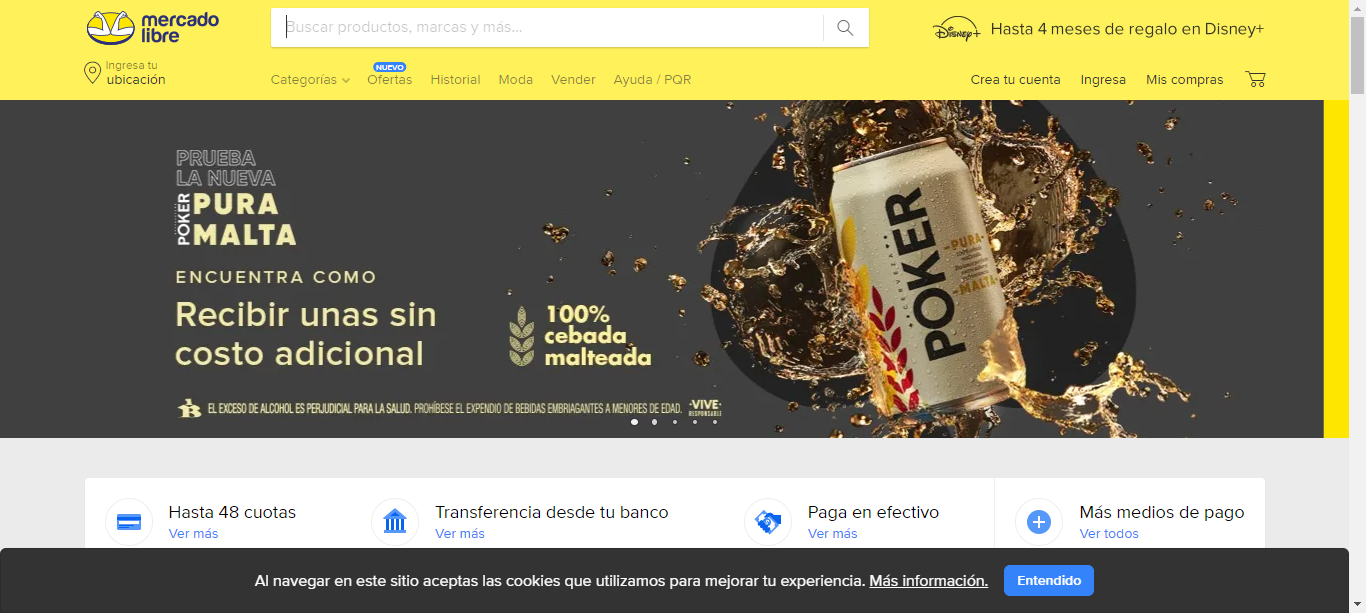 mercado
libre
Buscar productos, marcas y más...
Disney+
Hasta 4 meses de regalo en Disney+
Ingresa tu
ubicación
Categorías
NUEVO
Ofertas
Historial
Moda
Vender
Ayuda / PQR
Crea tu cuenta
Ingresa
Mis compras
PRUEBA
LA NUEVA
POKER
PURA
MALTA
ENCUENTRA COMO
Recibir unas sin
costo adicional
100%
cebada
malteada
POKER
CERVEZA
-PURA-
-MALTA-
EL EXCESO DE ALCOHOL ES PERJUDICIAL PARA LA SALUD. PROHÍBESE EL EXPENDIO DE BEBIDAS EMBRIAGANTES A MENORES DE EDAD.
·VIVE·
RESPONSABLE
Hasta 48 cuotas
Ver más
Transferencia desde tu banco
Ver más
Paga en efectivo
Ver más
Más medios de pago
Ver todos
Al navegar en este sitio aceptas las cookies que utilizamos para mejorar tu experiencia. Más información.
Entendido